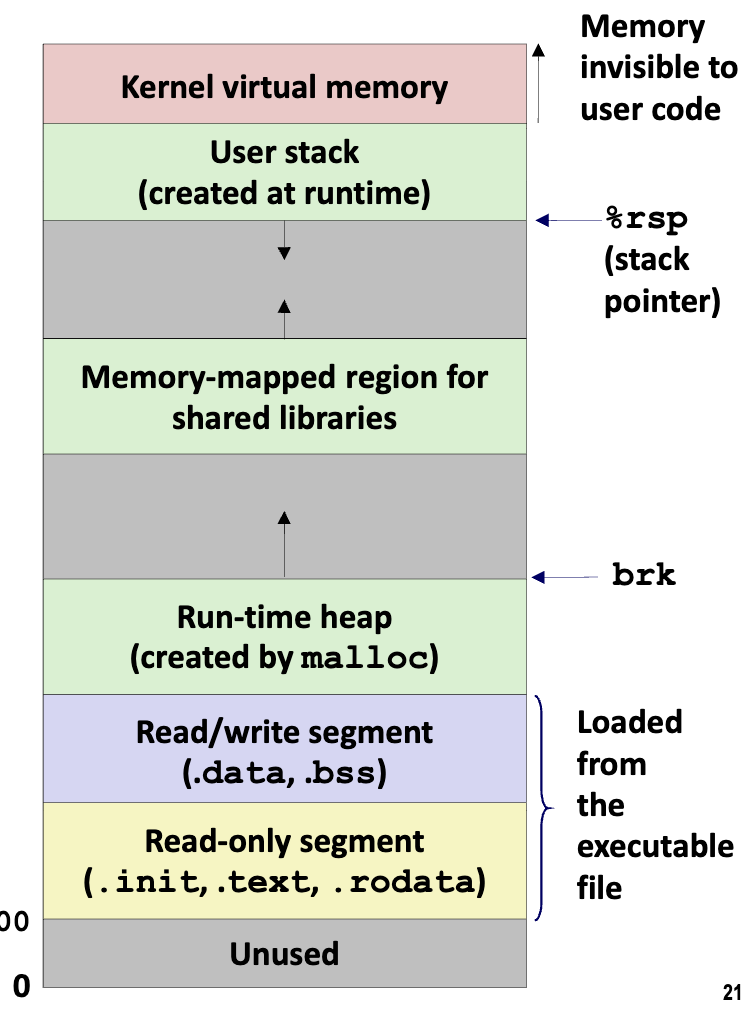 Memory
invisible to
user code
Kernel virtual memory
User stack
(created at runtime)
%rsp
(stack
pointer)
Memory-mapped region for
shared libraries
brk
Run-time heap
(created by malloc)
Read/write segment
(.data, .bss)
Loaded
from
the
executable
file
Read-only segment
(.init, .text, .rodata)
00
Unused
0
21